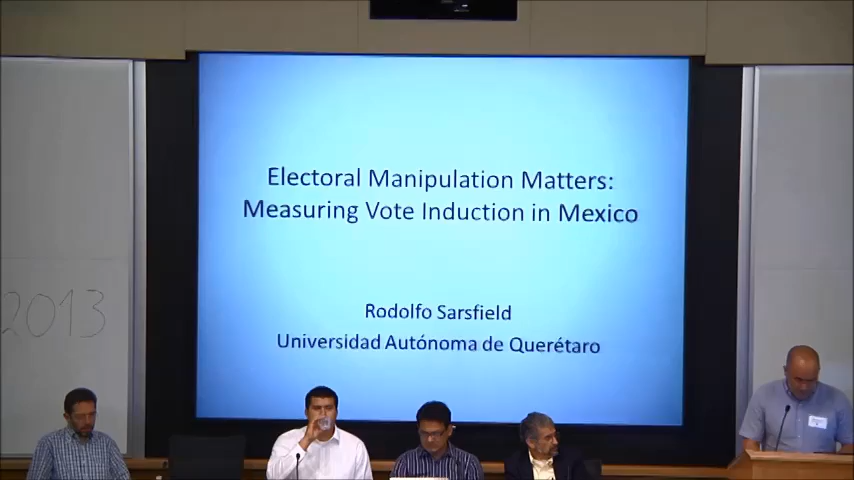 Electoral Manipulation Matters:
Measuring Vote Induction in Mexico
Rodolfo Sarsfield
Universidad Autónoma de Querétaro
2013